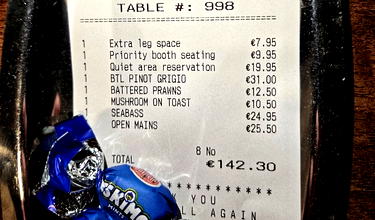 TABLE #: 998
1 Extra leg space €7.95
1 Priority booth seating €9.95
1 Quiet area reservation €19.95
1 BTL PINOT GRIGIO €31.00
1 BATTERED PRAWNS €12.50
1 MUSHROOM ON TOAST €10.50
1 SEABASS €24.95
1 OPEN MAINS €25.50
8 No
TOTAL €142.30
* * * * * * * * * *
YOU
LL AGAIN
ESKIMO